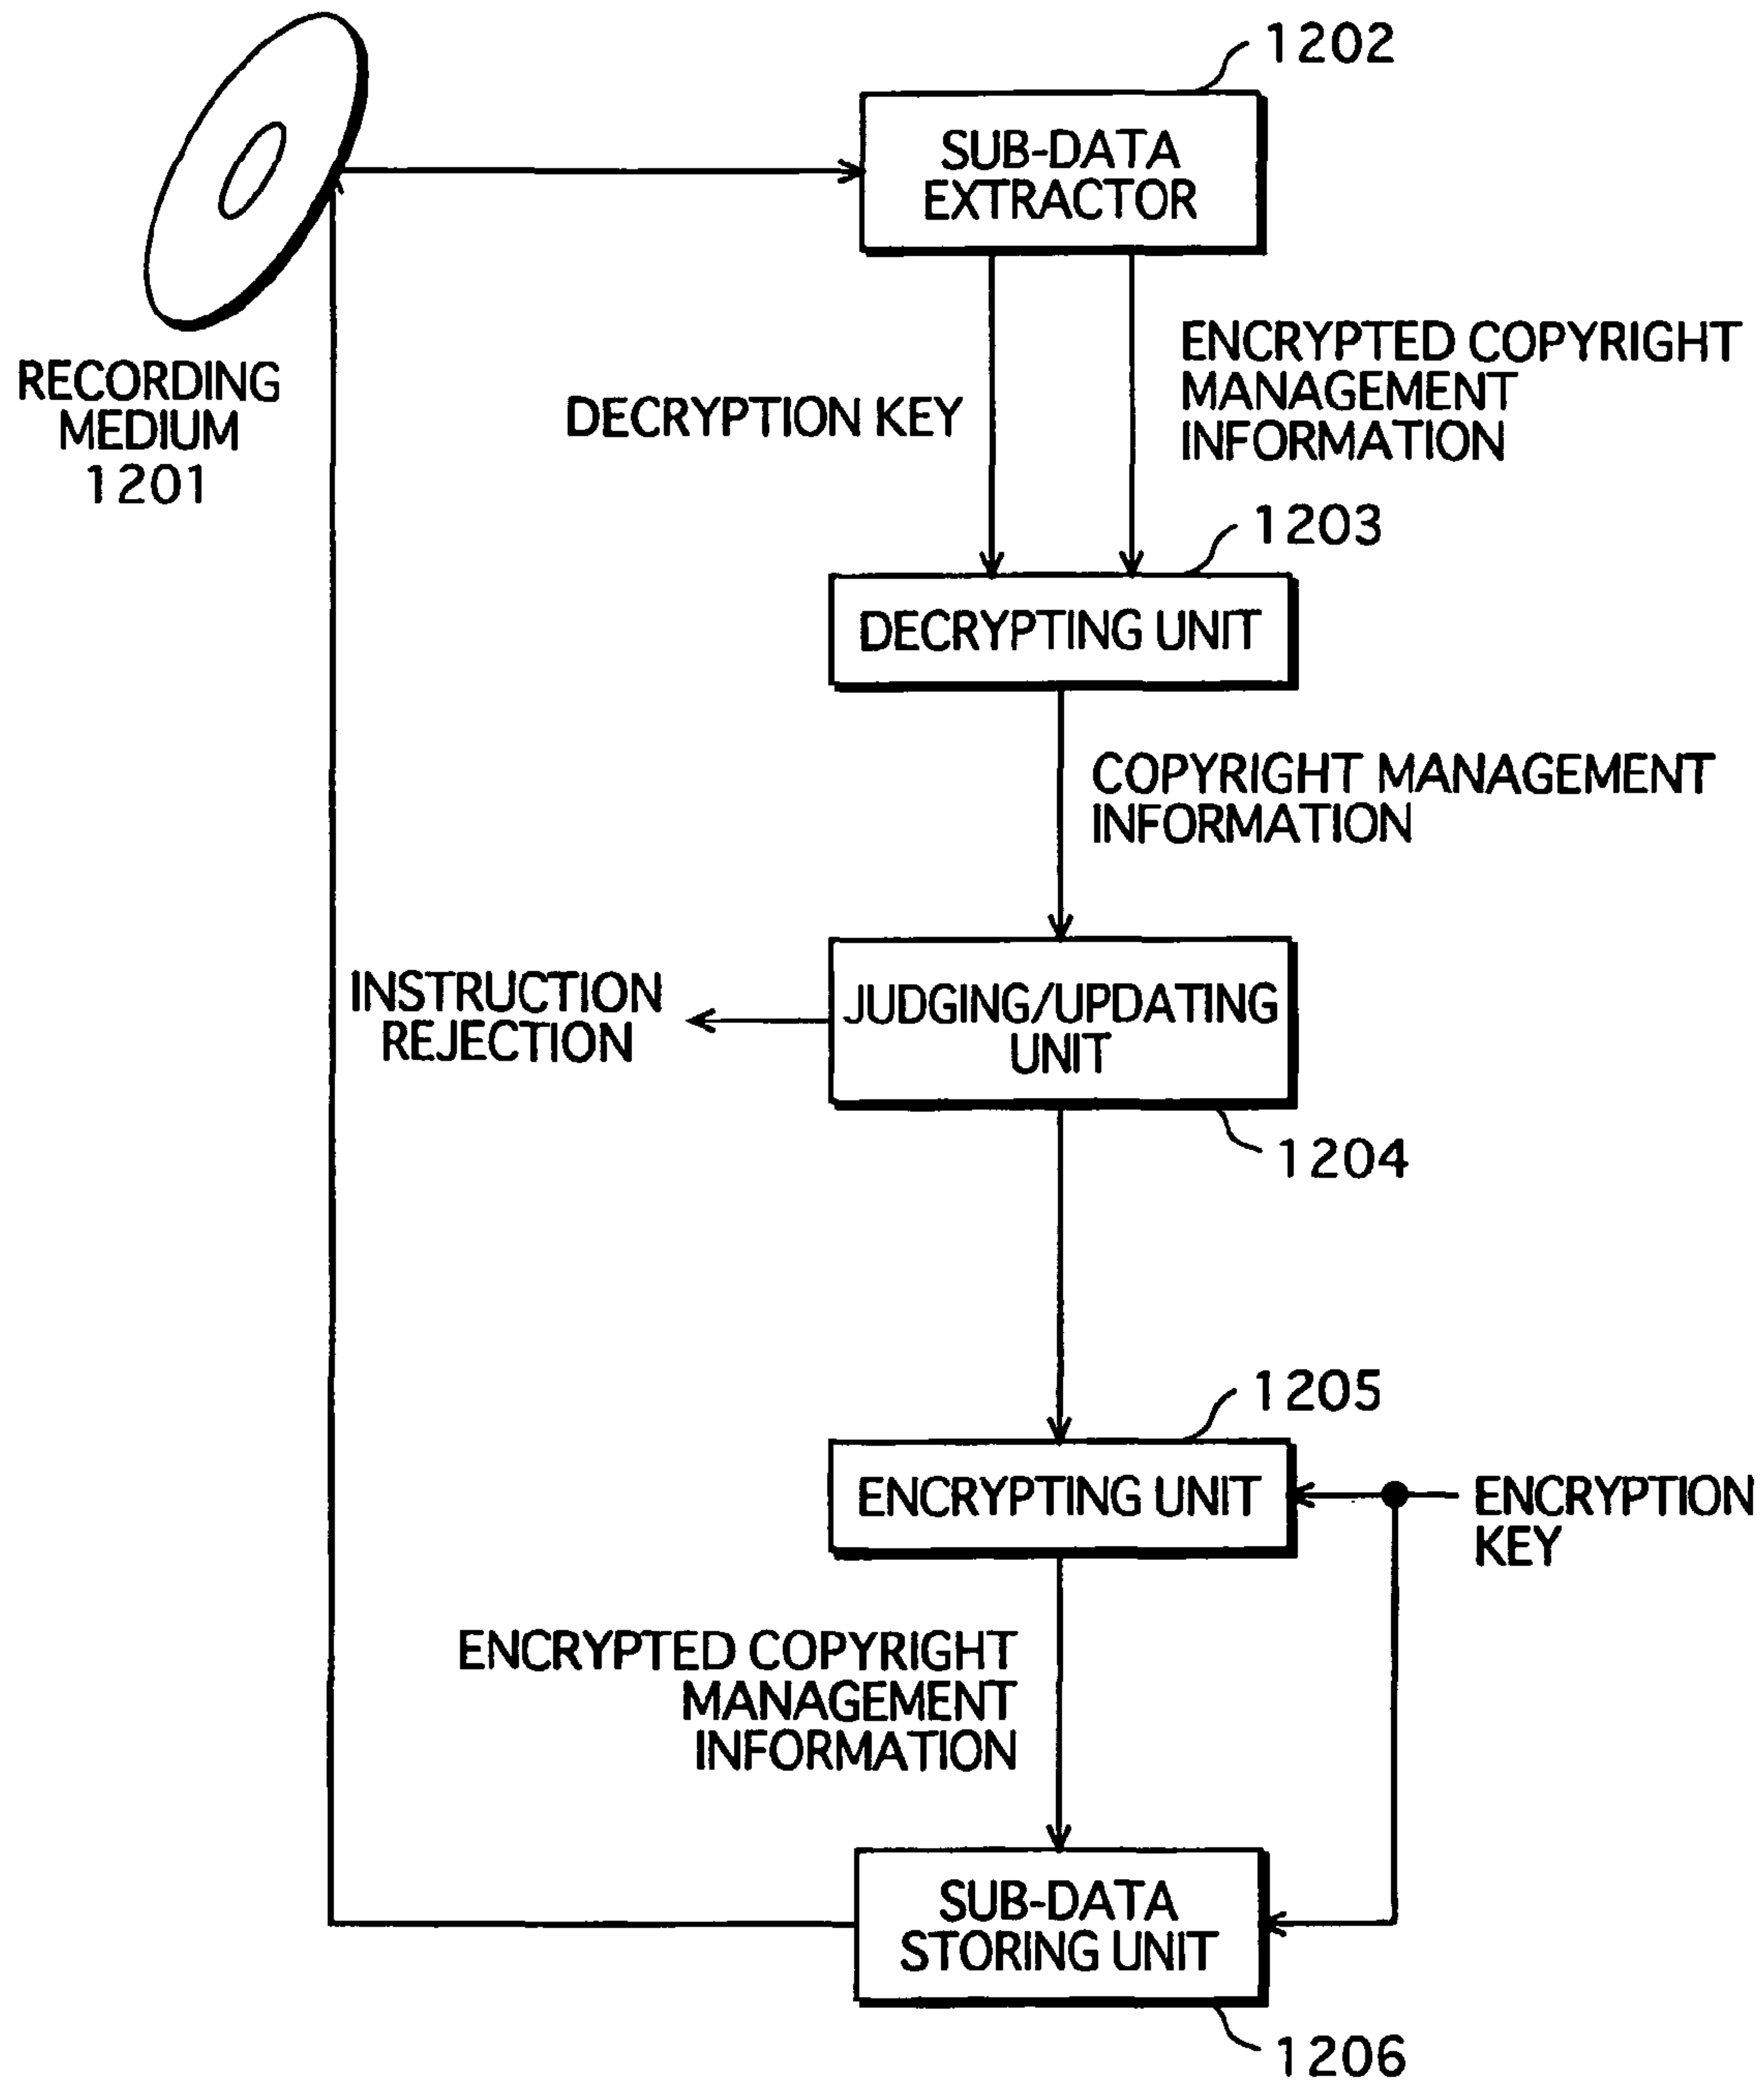 1202
SUB-DATA
EXTRACTOR
RECORDING
MEDIUM
1201
DECRYPTION KEY
ENCRYPTED COPYRIGHT
MANAGEMENT
INFORMATION
1203
DECRYPTING UNIT
COPYRIGHT MANAGEMENT
INFORMATION
INSTRUCTION
REJECTION
JUDGING/UPDATING
UNIT
1204
1205
ENCRYPTING UNIT
ENCRYPTION
KEY
ENCRYPTED COPYRIGHT
MANAGEMENT
INFORMATION
SUB-DATA
STORING UNIT
1206